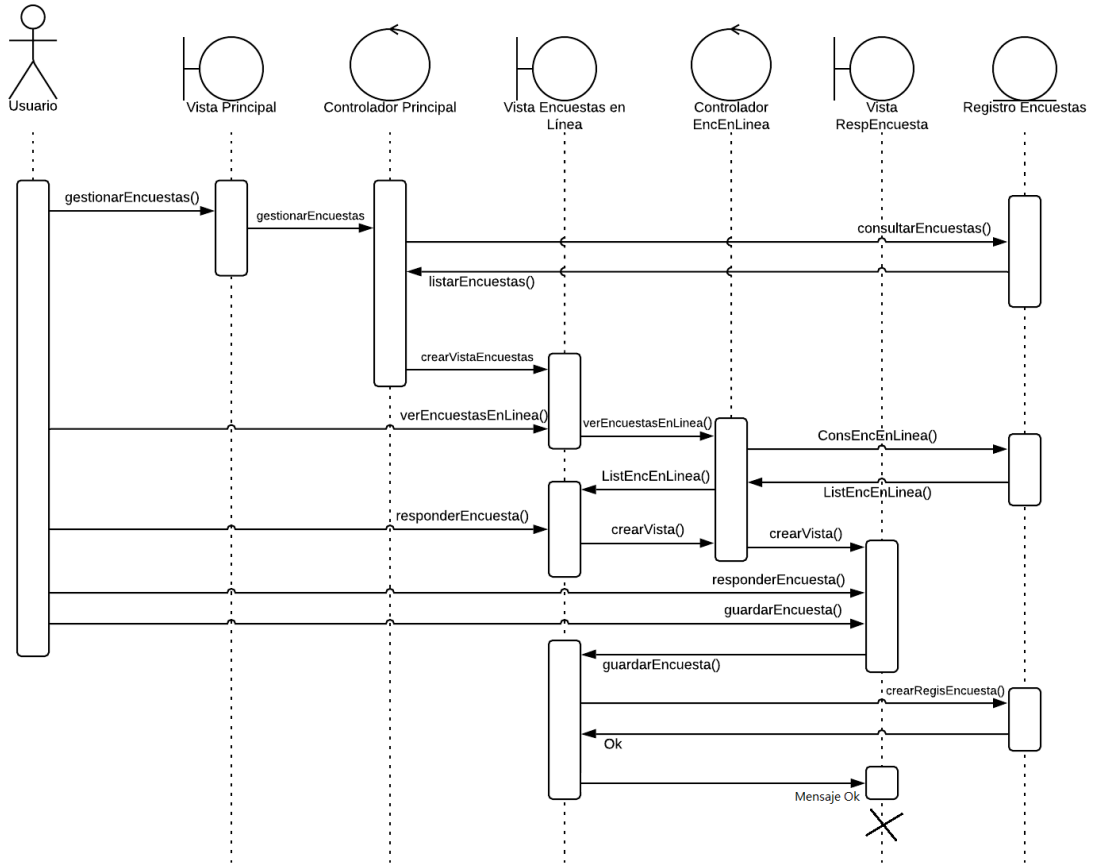 Usuario
Vista Principal
Controlador Principal
Vista Encuestas en
Línea
Controlador
EncEnLinea
Vista
RespEncuesta
Registro Encuestas
gestionarEncuestas()
gestionarEncuestas
consultarEncuestas()
listarEncuestas()
crearVistaEncuestas
verEncuestasEnLinea()
verEncuestasEnLinea()
ConsEncEnLinea()
ListEncEnLinea()
ListEncEnLinea()
responderEncuesta()
crearVista()
crearVista()
responderEncuesta()
guardarEncuesta()
guardarEncuesta()
crearRegisEncuesta()
Ok
Mensaje Ok